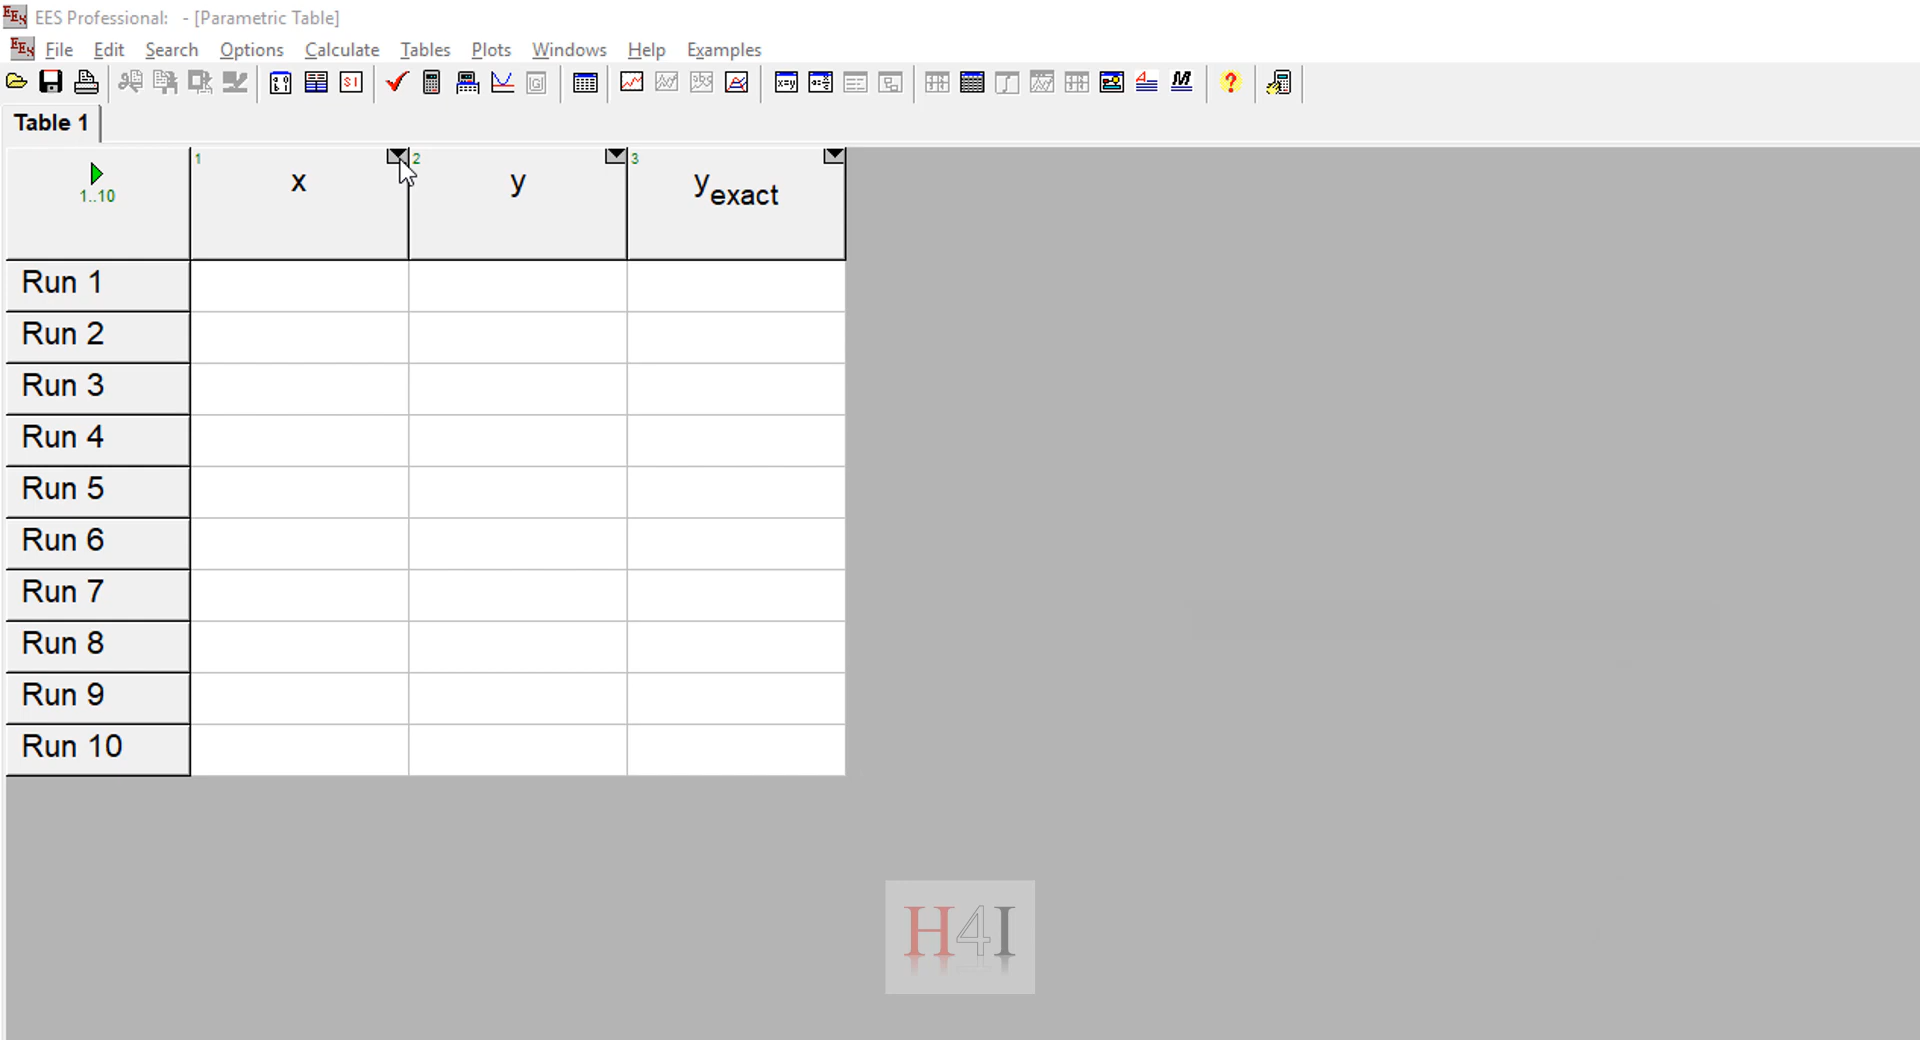 EES Professional: - [Parametric Table]
File Edit Search Options Calculate Tables Plots Windows Help Examples
Table 1
1..10
1 x 2 y 3 yexact
Run 1
Run 2
Run 3
Run 4
Run 5
Run 6
Run 7
Run 8
Run 9
Run 10
H4I